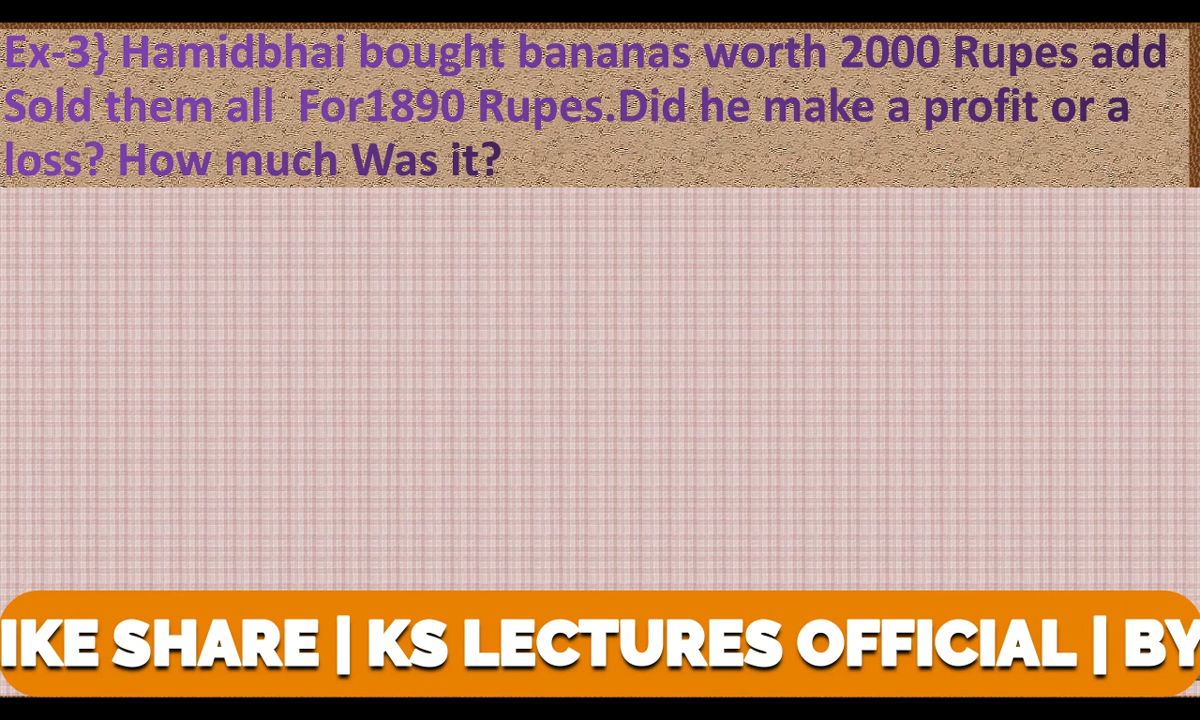 Ex-3} Hamidbhai bought bananas worth 2000 Rupes add
Sold them all For1890 Rupes.Did he make a profit or a
loss? How much Was it?
IKE SHARE | KS LECTURES OFFICIAL | BY